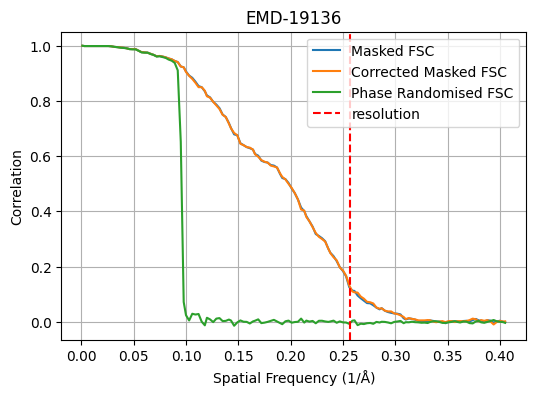 EMD-19136
Masked FSC
Corrected Masked FSC
Phase Randomised FSC
resolution
Correlation
1.0
0.8
0.6
0.4
0.2
0.0
0.00 0.05 0.10 0.15 0.20 0.25 0.30 0.35 0.40
Spatial Frequency (1/Å)